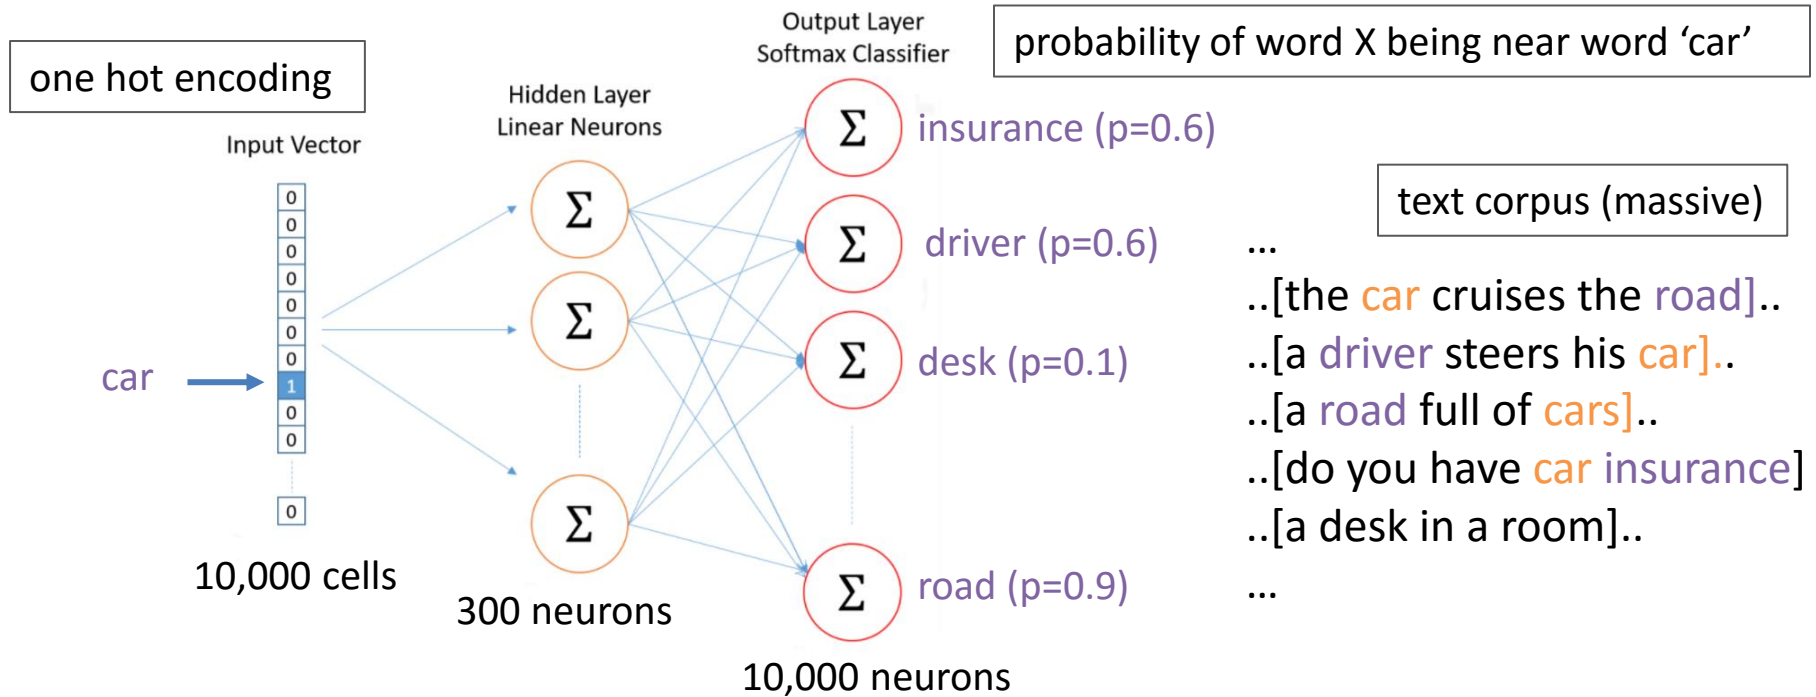 one hot encoding
Input Vector
0
0
0
0
0
0
0
1
0
0
0
car
10,000 cells
Hidden Layer
Linear Neurons
Σ
Σ
Σ
300 neurons
Output Layer
Softmax Classifier
Σ
Σ
Σ
Σ
10,000 neurons
probability of word X being near word ‘car’
insurance (p=0.6)
driver (p=0.6)
desk (p=0.1)
road (p=0.9)
text corpus (massive)
...
..[the car cruises the road]..
..[a driver steers his car]..
..[a road full of cars]..
..[do you have car insurance]
..[a desk in a room]..
...